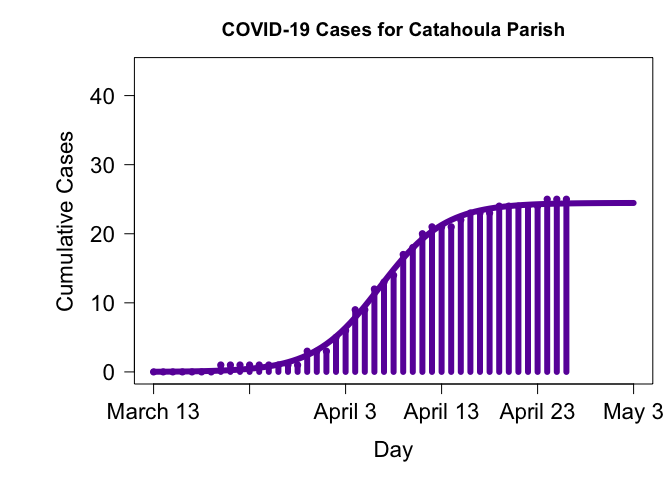 COVID-19 Cases for Catahoula Parish
Cumulative Cases
40
30
20
10
0
March 13
April 3
April 13
April 23
May 3
Day